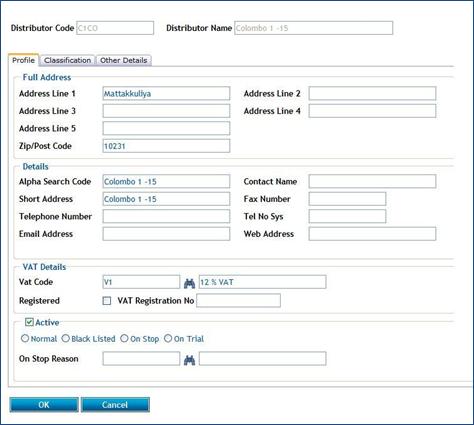 Distributor Code C1CO Distributor Name Colombo 1 -15
Profile Classification Other Details
Full Address
Address Line 1 Mattakkuliya Address Line 2
Address Line 3 Address Line 4
Address Line 5
Zip/Post Code 10231
Details
Alpha Search Code Colombo 1 -15 Contact Name
Short Address Colombo 1 -15 Fax Number
Telephone Number Tel No Sys
Email Address Web Address
VAT Details
Vat Code V1 12 % VAT
Registered VAT Registration No
Active
Normal Black Listed On Stop On Trial
On Stop Reason
OK Cancel